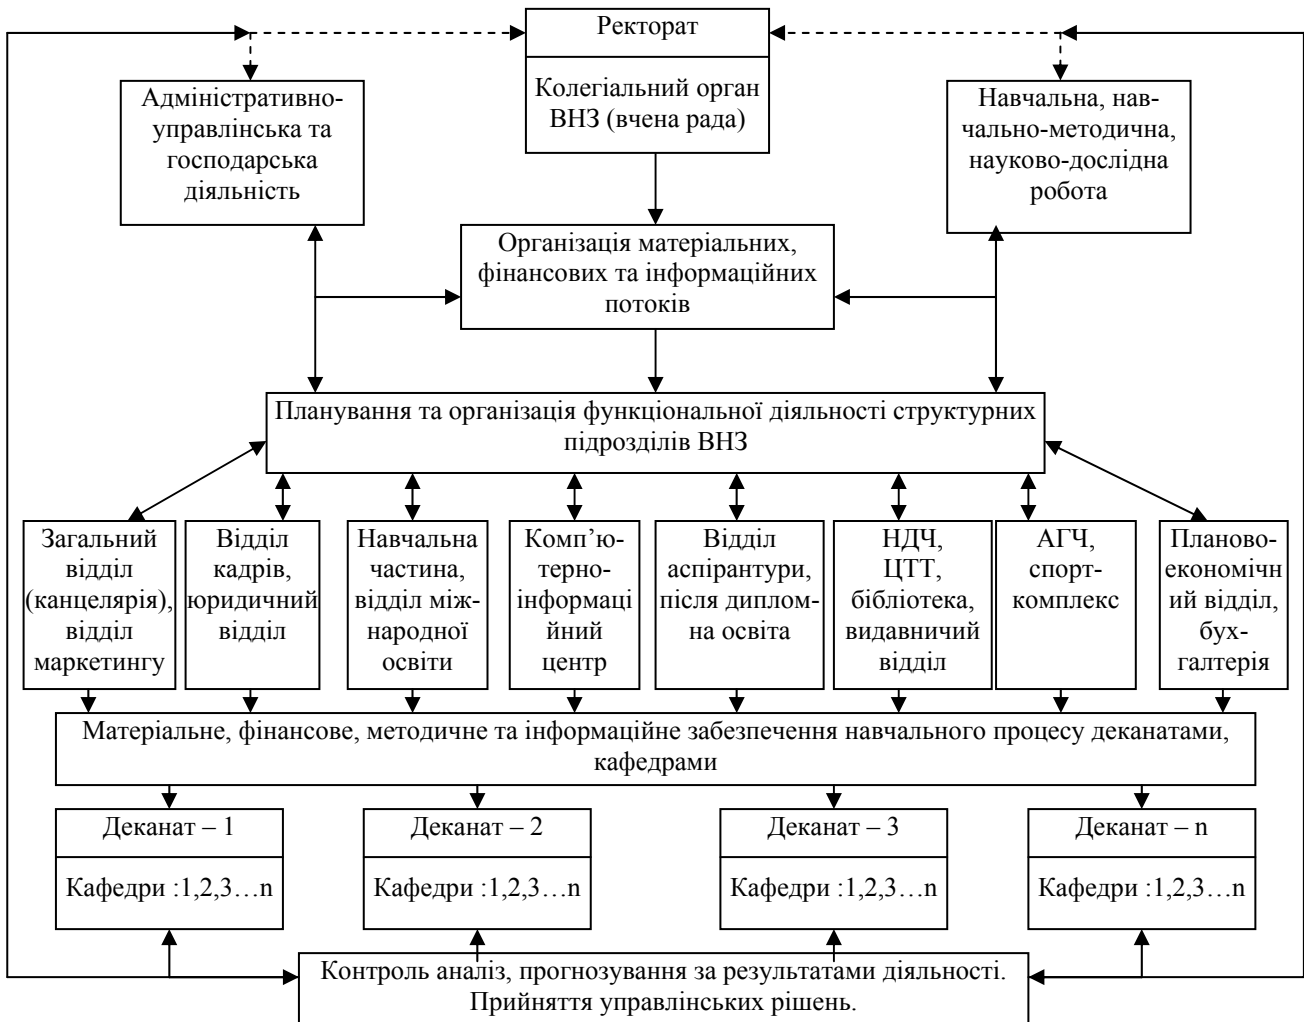 Ректорат
Колегіальний орган
ВНЗ (вчена рада)
Адміністративно-
управлінська та
господарська
діяльність
Навчальна, нав-
чально-методична,
науково-дослідна
робота
Організація матеріальних,
фінансових та інформаційних
потоків
Планування та організація функціональної діяльності структурних
підрозділів ВНЗ
Загальний
відділ
(канцелярія),
відділ
маркетингу
Відділ
кадрів,
юридичний
відділ
Навчальна
частина,
відділ між-
народної
освіти
Комп’ю-
терно-
інформаці
йний
центр
Відділ
аспірантури,
після диплом-
на освіта
НДЧ,
ЦТТ,
бібліотека,
видавничий
відділ
АГЧ,
спорт-
комплекс
Планово-
економічн
ий відділ,
бух-
галтерія
Матеріальне, фінансове, методичне та інформаційне забезпечення навчального процесу деканатами,
кафедрами
Деканат – 1
Кафедри :1,2,3…n
Деканат – 2
Кафедри :1,2,3…n
Деканат – 3
Кафедри :1,2,3…n
Деканат – n
Кафедри :1,2,3…n
Контроль аналіз, прогнозування за результатами діяльності.
Прийняття управлінських рішень.